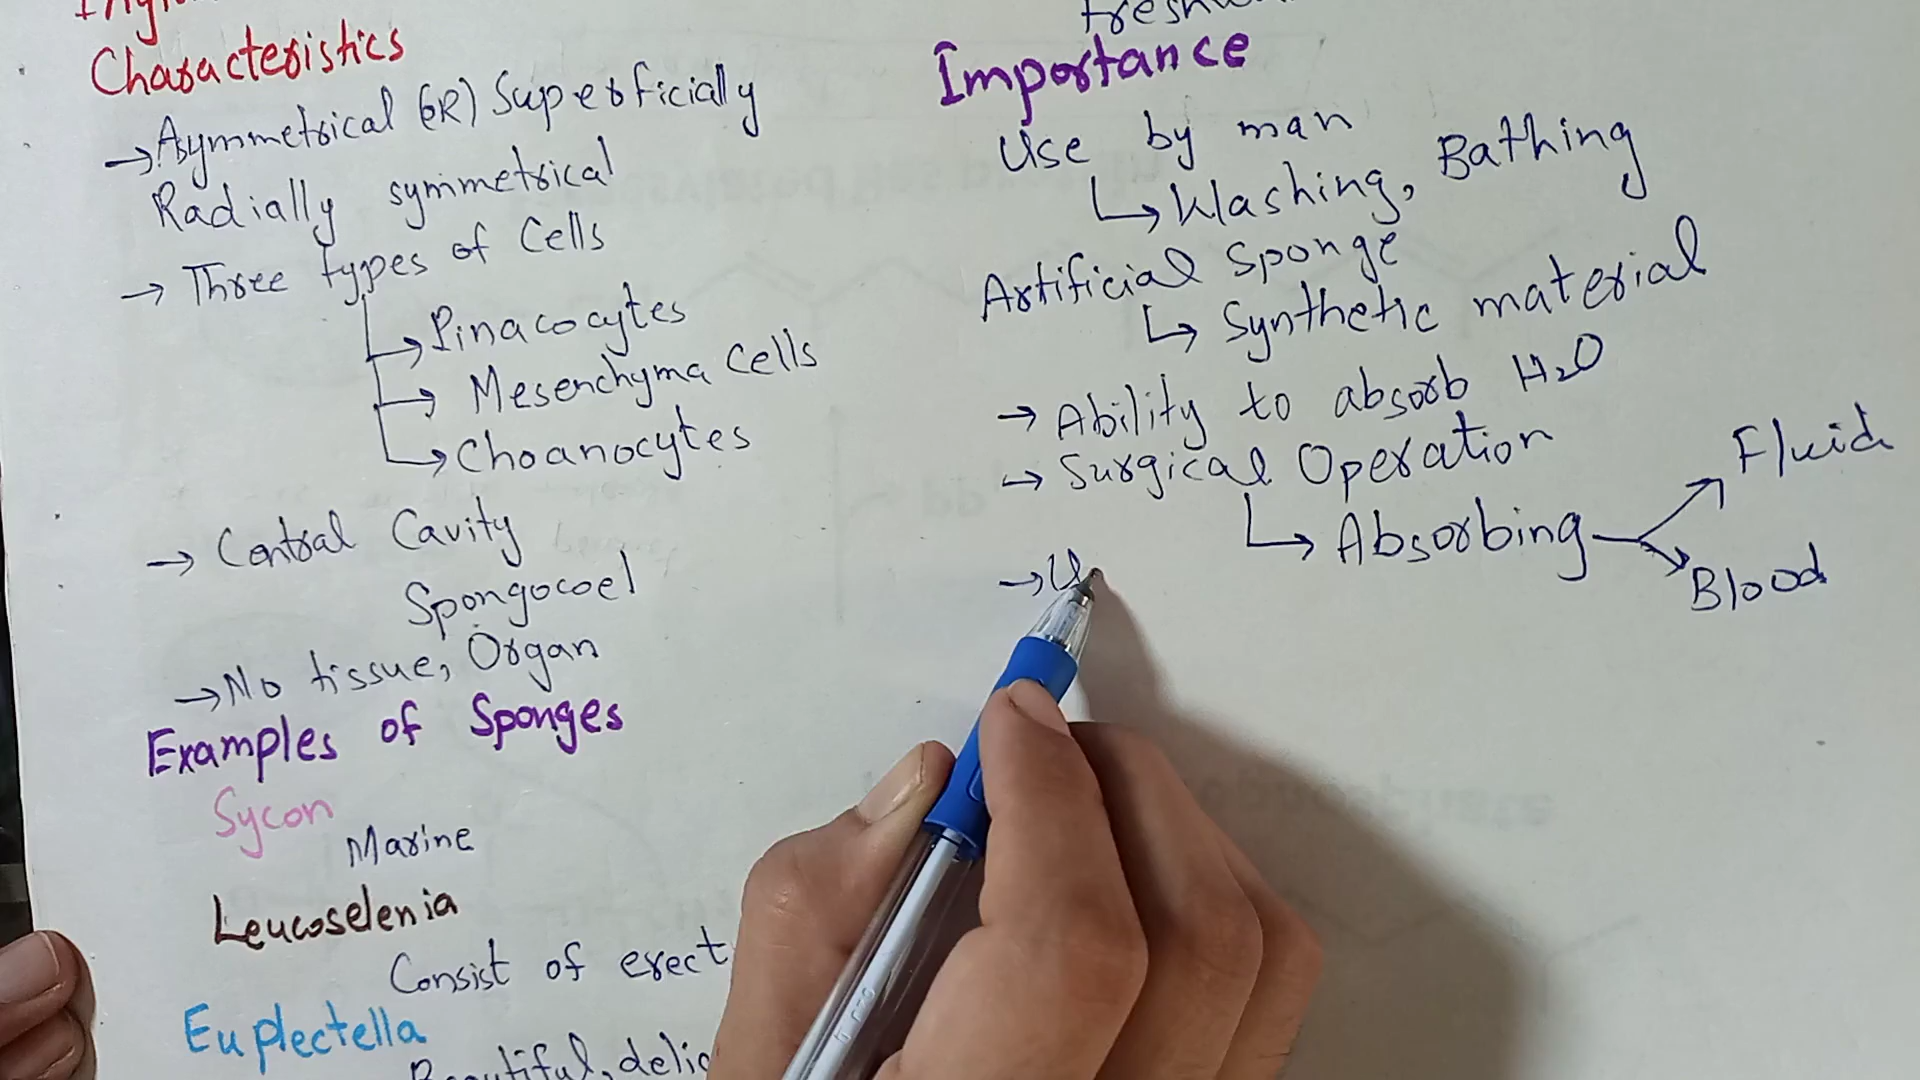 Characteristics
→ Asymmetrical (OR) Superficially
Radially symmetrical
→ Three types of Cells
→ Pinacocytes
→ Mesenchyma Cells
→ Choanocytes
→ Central Cavity
Spongocoel
→ No tissue, Organ
Examples of Sponges
Sycon
Marine
Leucoselenia
Consist of erect
Euplectella
Importance
Use by man
→ Washing, Bathing
Artificial Sponge
→ Synthetic material
→ Ability to absorb H2O
→ Surgical Operation
→ Absorbing
Fluid
Blood